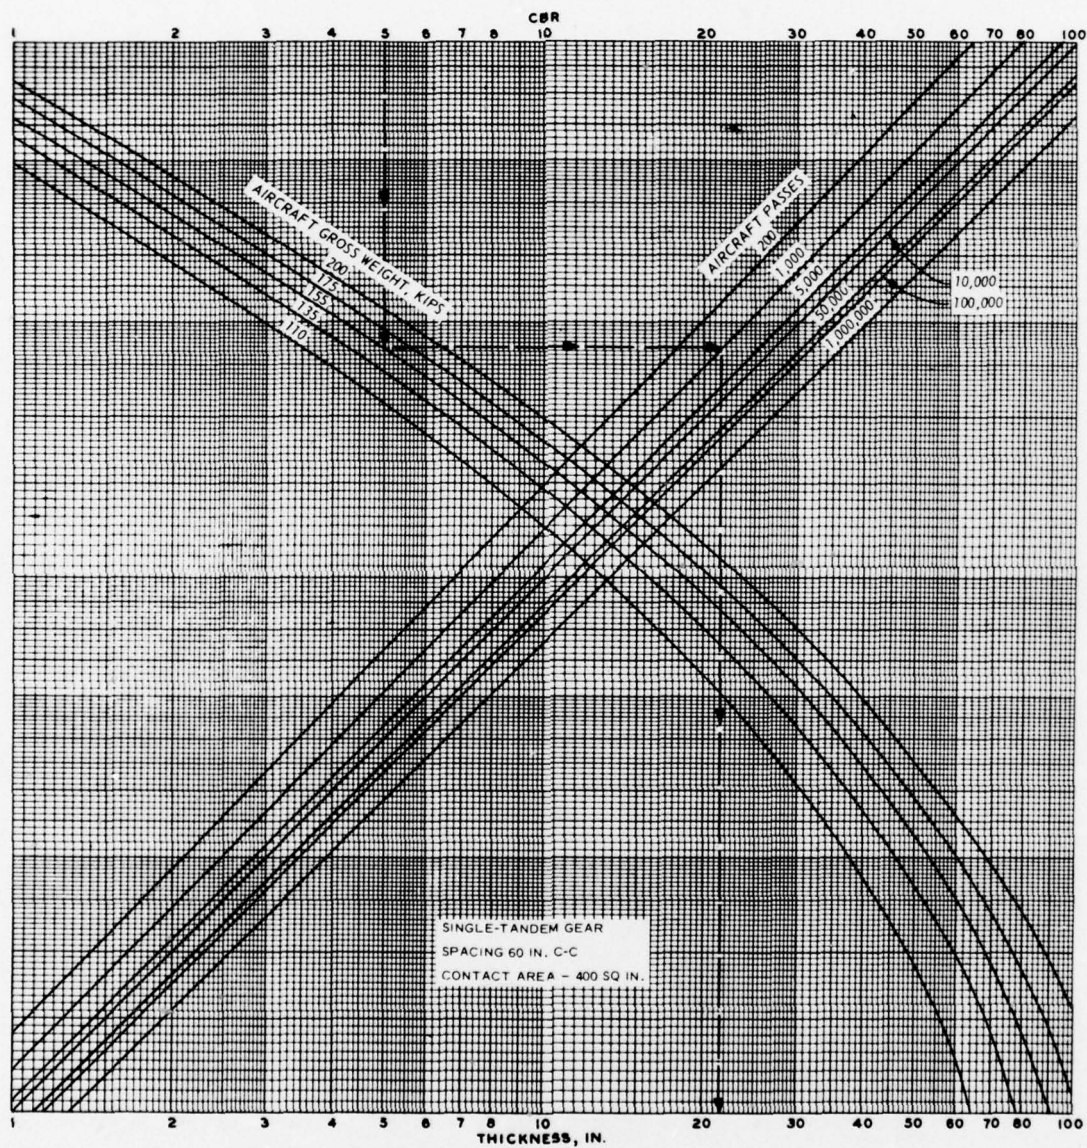 CBR
1 2 3 4 5 6 7 8 9 10 20 30 40 50 60 70 80 100
AIRCRAFT GROSS WEIGHT, KIPS
200
175
155
135
110
AIRCRAFT PASSES
200
1,000
5,000
50,000
1,000,000
10,000
100,000
SINGLE-TANDEM GEAR
SPACING 60 IN. C-C
CONTACT AREA - 400 SQ IN.
1 2 3 4 5 6 7 8 9 10 20 30 40 50 60 70 80 100
THICKNESS, IN.